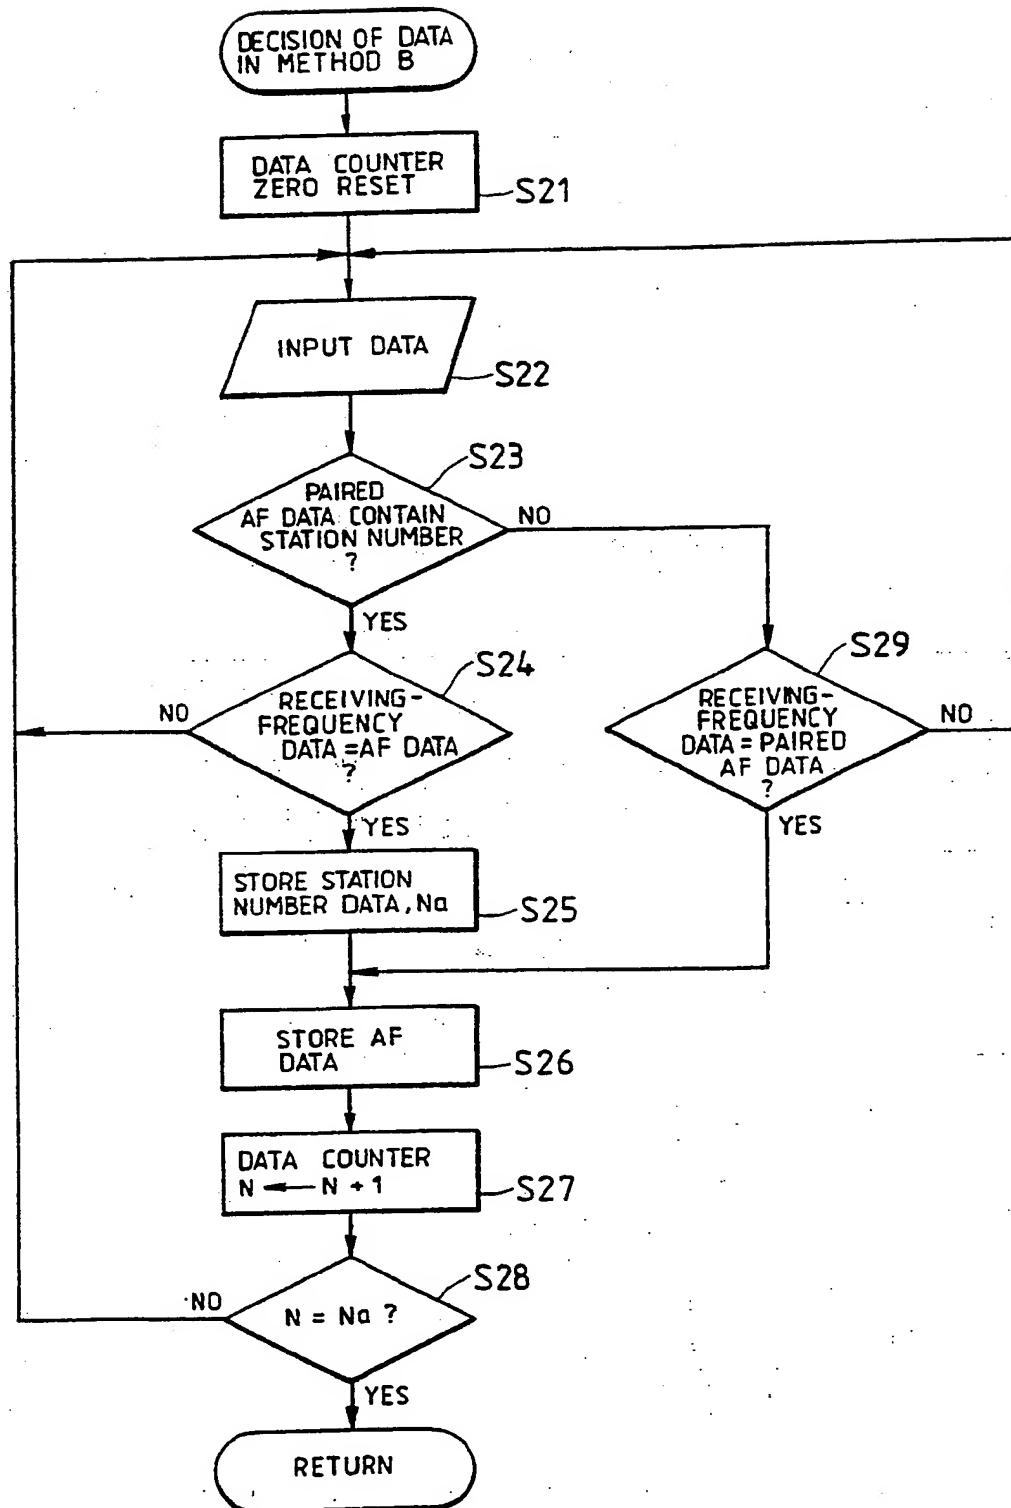 DECISION OF DATA
IN METHOD B
DATA COUNTER
ZERO RESET
S21
INPUT DATA
S22
S23
PAIRED
AF DATA CONTAIN
STATION NUMBER
?
NO
YES
S24
RECEIVING-
FREQUENCY
DATA = AF DATA
?
NO
YES
S29
RECEIVING-
FREQUENCY
DATA = PAIRED
AF DATA
?
NO
YES
STORE STATION
NUMBER DATA, Na
S25
STORE AF
DATA
S26
DATA COUNTER
N ← N + 1
S27
S28
N = Na ?
NO
YES
RETURN